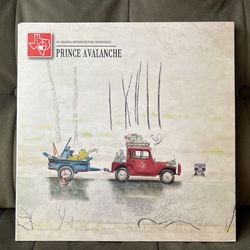 AN ORIGINAL MOTION PICTURE SOUNDTRACK
PRINCE AVALANCHE